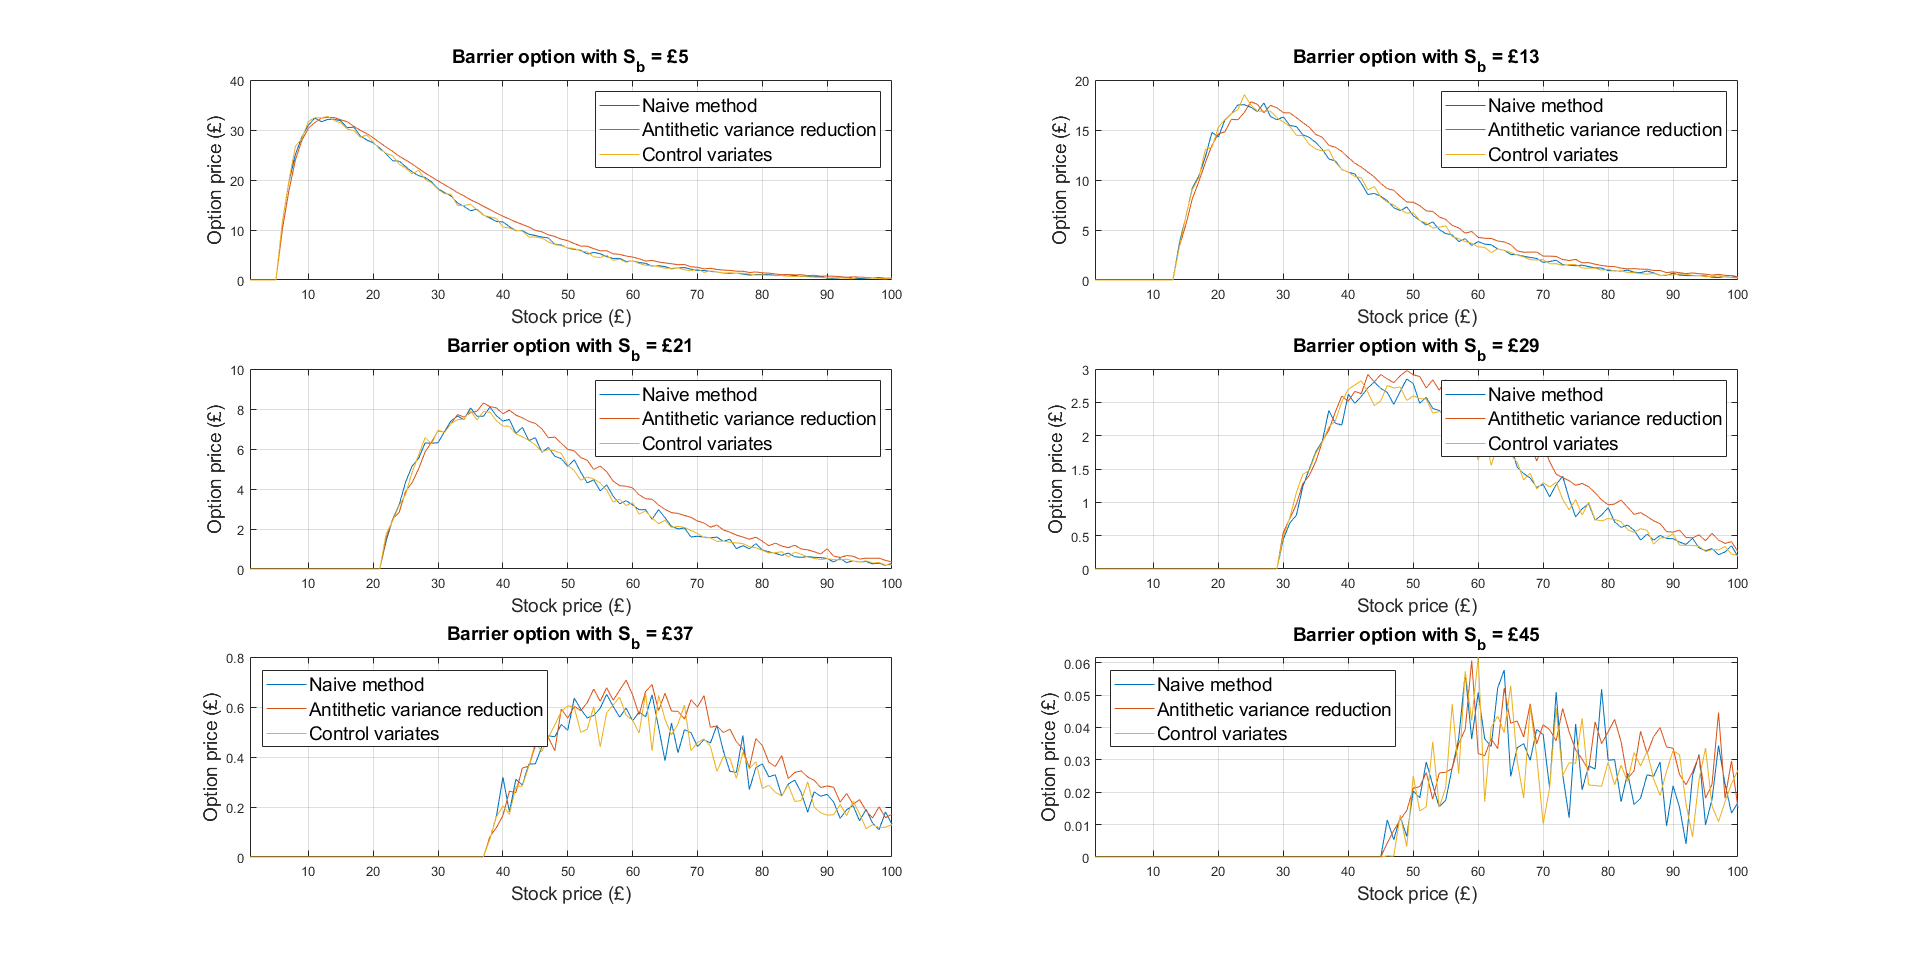 Barrier option with S_b = £5
40
30
20
10
0
Option price (£)
Naive method
Antithetic variance reduction
Control variates
10 20 30 40 50 60 70 80 90 100
Stock price (£)
Barrier option with S_b = £13
20
15
10
5
0
Option price (£)
Naive method
Antithetic variance reduction
Control variates
10 20 30 40 50 60 70 80 90 100
Stock price (£)
Barrier option with S_b = £21
10
8
6
4
2
0
Option price (£)
Naive method
Antithetic variance reduction
Control variates
10 20 30 40 50 60 70 80 90 100
Stock price (£)
Barrier option with S_b = £29
3
2.5
2
1.5
1
0.5
0
Option price (£)
Naive method
Antithetic variance reduction
Control variates
10 20 30 40 50 60 70 80 90 100
Stock price (£)
Barrier option with S_b = £37
0.8
0.6
0.4
0.2
0
Option price (£)
Naive method
Antithetic variance reduction
Control variates
10 20 30 40 50 60 70 80 90 100
Stock price (£)
Barrier option with S_b = £45
0.06
0.05
0.04
0.03
0.02
0.01
0
Option price (£)
Naive method
Antithetic variance reduction
Control variates
10 20 30 40 50 60 70 80 90 100
Stock price (£)